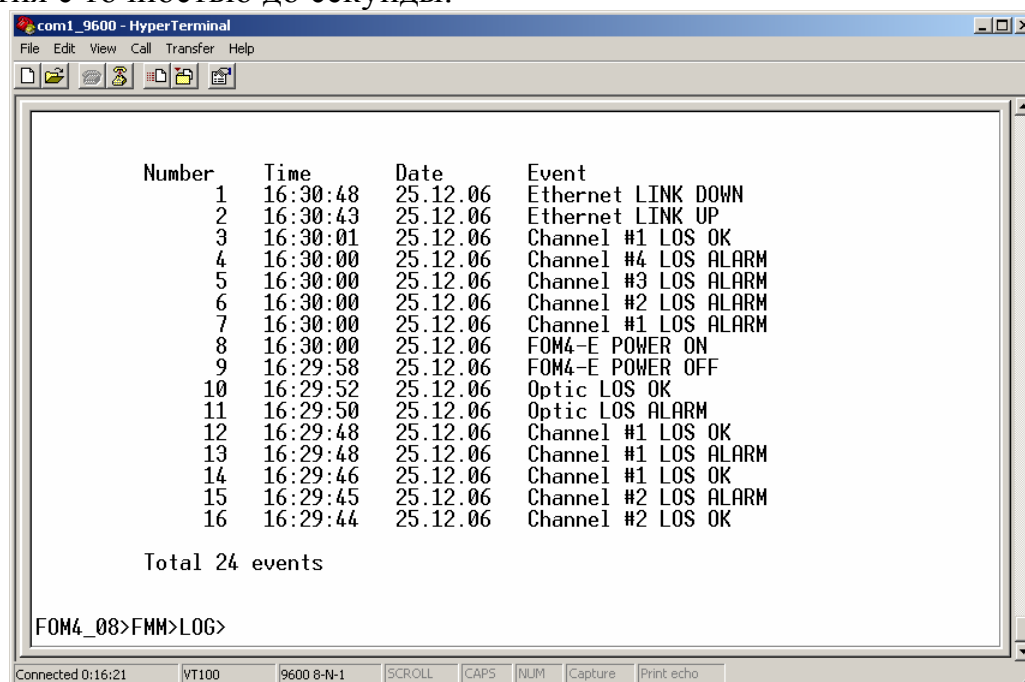 с точностью до секунды.
com1_9600 - HyperTerminal
File Edit View Call Transfer Help
Number Time Date Event
1 16:30:48 25.12.06 Ethernet LINK DOWN
2 16:30:43 25.12.06 Ethernet LINK UP
3 16:30:01 25.12.06 Channel #1 LOS OK
4 16:30:00 25.12.06 Channel #4 LOS ALARM
5 16:30:00 25.12.06 Channel #3 LOS ALARM
6 16:30:00 25.12.06 Channel #2 LOS ALARM
7 16:30:00 25.12.06 Channel #1 LOS ALARM
8 16:30:00 25.12.06 FOM4-E POWER ON
9 16:29:58 25.12.06 FOM4-E POWER OFF
10 16:29:52 25.12.06 Optic LOS OK
11 16:29:50 25.12.06 Optic LOS ALARM
12 16:29:48 25.12.06 Channel #1 LOS OK
13 16:29:48 25.12.06 Channel #1 LOS ALARM
14 16:29:46 25.12.06 Channel #1 LOS OK
15 16:29:45 25.12.06 Channel #2 LOS ALARM
16 16:29:44 25.12.06 Channel #2 LOS OK
Total 24 events
FOM4_08>FMM>LOG>
Connected 0:16:21 VT100 9600 8-N-1 SCROLL CAPS NUM Capture Print echo